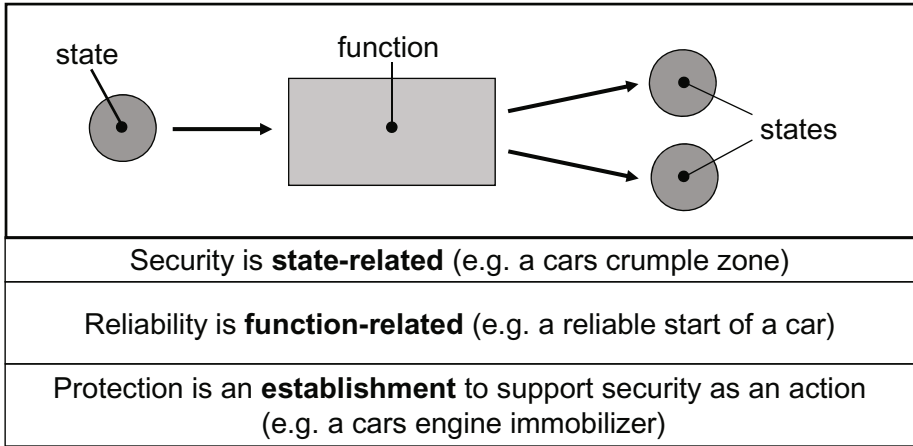 state
function
states
Security is state-related (e.g. a cars crumple zone)
Reliability is function-related (e.g. a reliable start of a car)
Protection is an establishment to support security as an action
(e.g. a cars engine immobilizer)